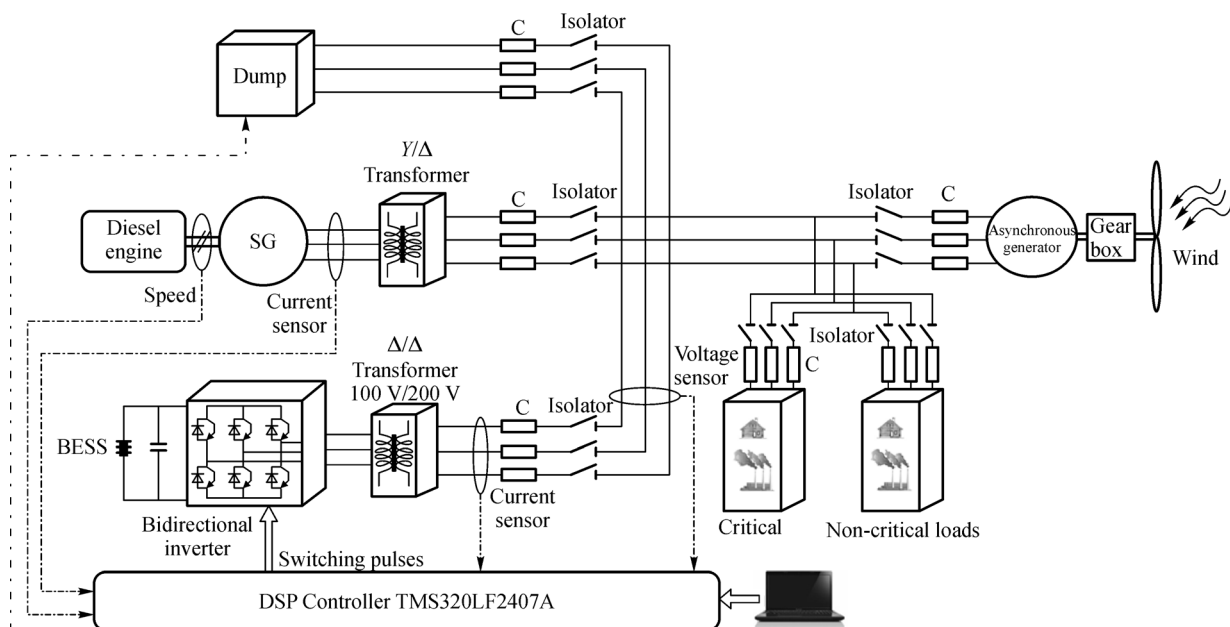 Isolator
C
Dump
Y/Δ
Transformer
Isolator
C
Isolator
C
Diesel
engine
SG
Asynchronous
generator
Gear
box
Wind
Speed
Current
sensor
Δ/Δ
Transformer
100 V/200 V
Voltage
sensor
Isolator
C
C
Isolator
BESS
Current
sensor
Bidirectional
inverter
Critical
Non-critical loads
Switching pulses
DSP Controller TMS320LF2407A